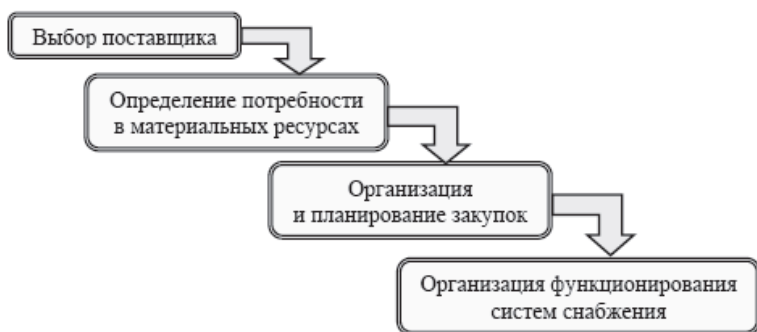 Выбор поставщика
Определение потребности
в материальных ресурсах
Организация
и планирование закупок
Организация функционирования
систем снабжения